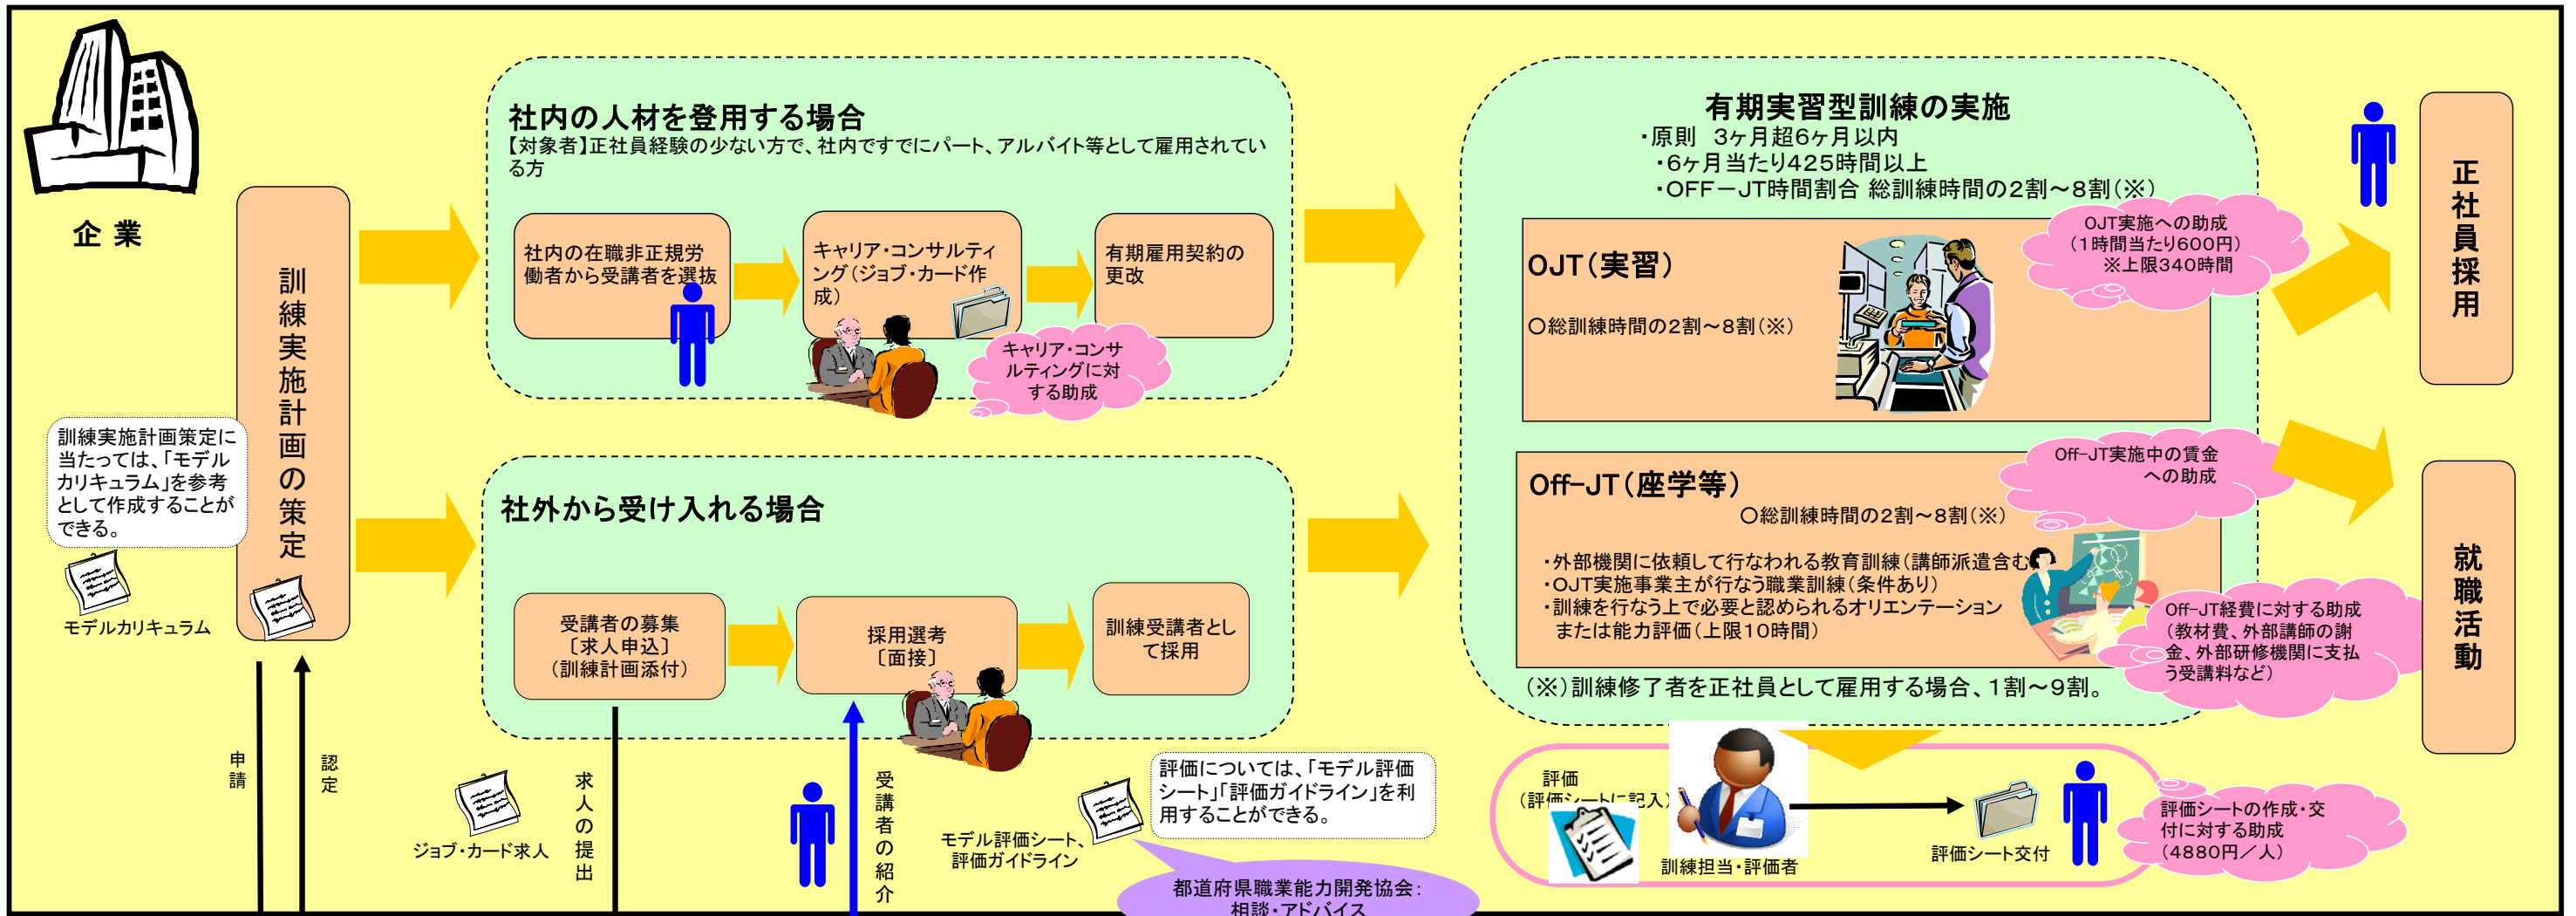 企 業
訓練実施計画の策定
訓練実施計画策定に
当たっては、「モデル
カリキュラム」を参考
として作成することが
できる。
モデルカリキュラム
申請
認定
社内の人材を登用する場合
【対象者】正社員経験の少ない方で、社内ですでにパート、アルバイト等として雇用されてい
る方
社内の在職非正規労
働者から受講者を選抜
キャリア・コンサルティ
ング(ジョブ・カード作
成)
有期雇用契約の
更改
キャリア・コンサ
ルティングに対
する助成
社外から受け入れる場合
受講者の募集
〔求人申込〕
(訓練計画添付)
採用選考
〔面接〕
訓練受講者とし
て採用
ジョブ・カード求人
求人の提出
受講者の紹介
モデル評価シート、
評価ガイドライン
評価については、「モデル評価
シート」「評価ガイドライン」を利
用することができる。
都道府県職業能力開発協会:
相談・アドバイス
有期実習型訓練の実施
・原則 3ヶ月超6ヶ月以内
・6ヶ月当たり425時間以上
・OFF-JT時間割合 総訓練時間の2割~8割(※)
OJT(実習)
○総訓練時間の2割~8割(※)
OJT実施への助成
(1時間当たり600円)
※上限340時間
Off-JT(座学等)
○総訓練時間の2割~8割(※)
・外部機関に依頼して行なわれる教育訓練(講師派遣含む
・OJT実施事業主が行なう職業訓練(条件あり)
・訓練を行なう上で必要と認められるオリエンテーション
または能力評価(上限10時間)
Off-JT実施中の賃金
への助成
Off-JT経費に対する助成
(教材費、外部講師の謝
金、外部研修機関に支払
う受講料など)
(※)訓練修了者を正社員として雇用する場合、1割~9割。
評価
(評価シートに記入)
訓練担当・評価者
評価シート交付
評価シートの作成・交
付に対する助成
(4880円/人)
正社員採用
就職活動